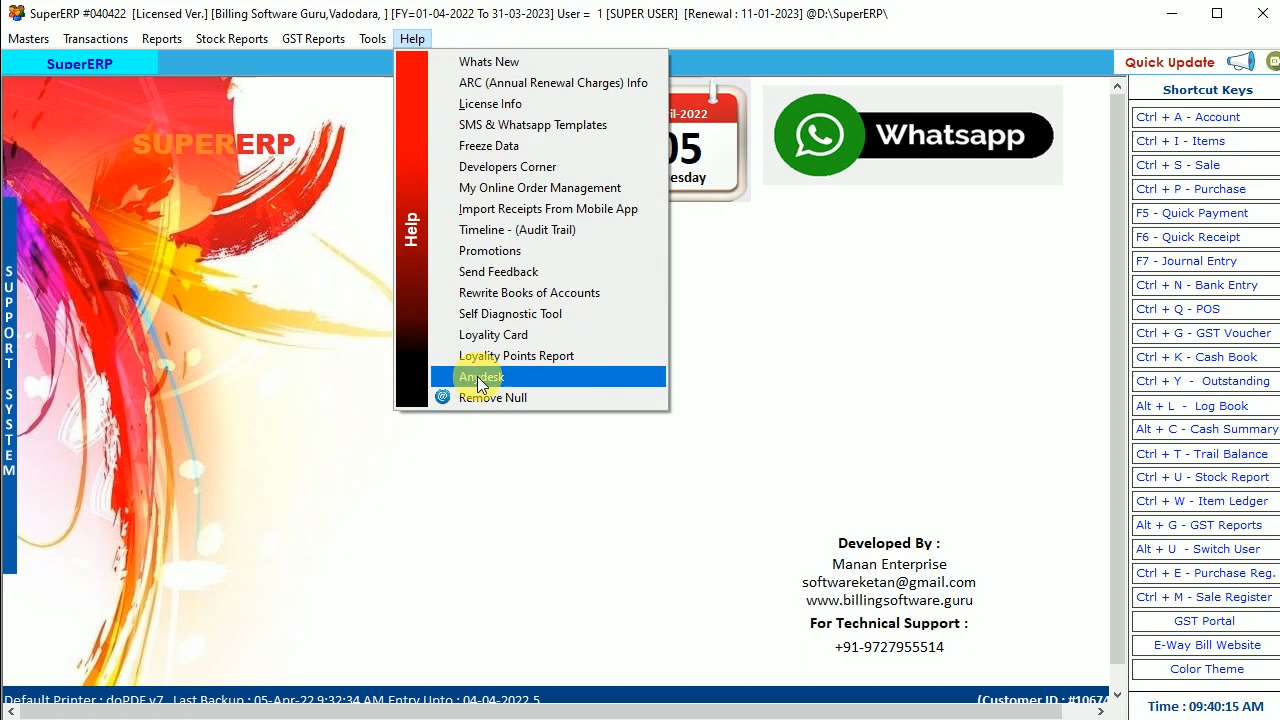 SuperERP #040422 [Licensed Ver.] [Billing Software Guru,Vadodara, ] [FY=01-04-2022 To 31-03-2023] User = 1 [SUPER USER] [Renewal : 11-01-2023] @D:\SuperERP\
Masters Transactions Reports Stock Reports GST Reports Tools Help
SuperERP
Quick Update
SUPERERP
SUPPORT SYSTEM
Help
Whats New
ARC (Annual Renewal Charges) Info
License Info
SMS & Whatsapp Templates
Freeze Data
Developers Corner
My Online Order Management
Import Receipts From Mobile App
Timeline - (Audit Trail)
Promotions
Send Feedback
Rewrite Books of Accounts
Self Diagnostic Tool
Loyality Card
Loyality Points Report
Anydesk
Remove Null
il-2022
05
esday
Whatsapp
Developed By :
Manan Enterprise
softwareketan@gmail.com
www.billingsoftware.guru
For Technical Support :
+91-9727955514
Shortcut Keys
Ctrl + A - Account
Ctrl + I - Items
Ctrl + S - Sale
Ctrl + P - Purchase
F5 - Quick Payment
F6 - Quick Receipt
F7 - Journal Entry
Ctrl + N - Bank Entry
Ctrl + Q - POS
Ctrl + G - GST Voucher
Ctrl + K - Cash Book
Ctrl + Y - Outstanding
Alt + L - Log Book
Alt + C - Cash Summary
Ctrl + T - Trail Balance
Ctrl + U - Stock Report
Ctrl + W - Item Ledger
Alt + G - GST Reports
Alt + U - Switch User
Ctrl + E - Purchase Reg.
Ctrl + M - Sale Register
GST Portal
E-Way Bill Website
Color Theme
Default Printer : doPDF v7 Last Backup : 05-Apr-22 9:32:34 AM Entry Upto : 04-04-2022 5
(Customer ID : #10674
Time : 09:40:15 AM